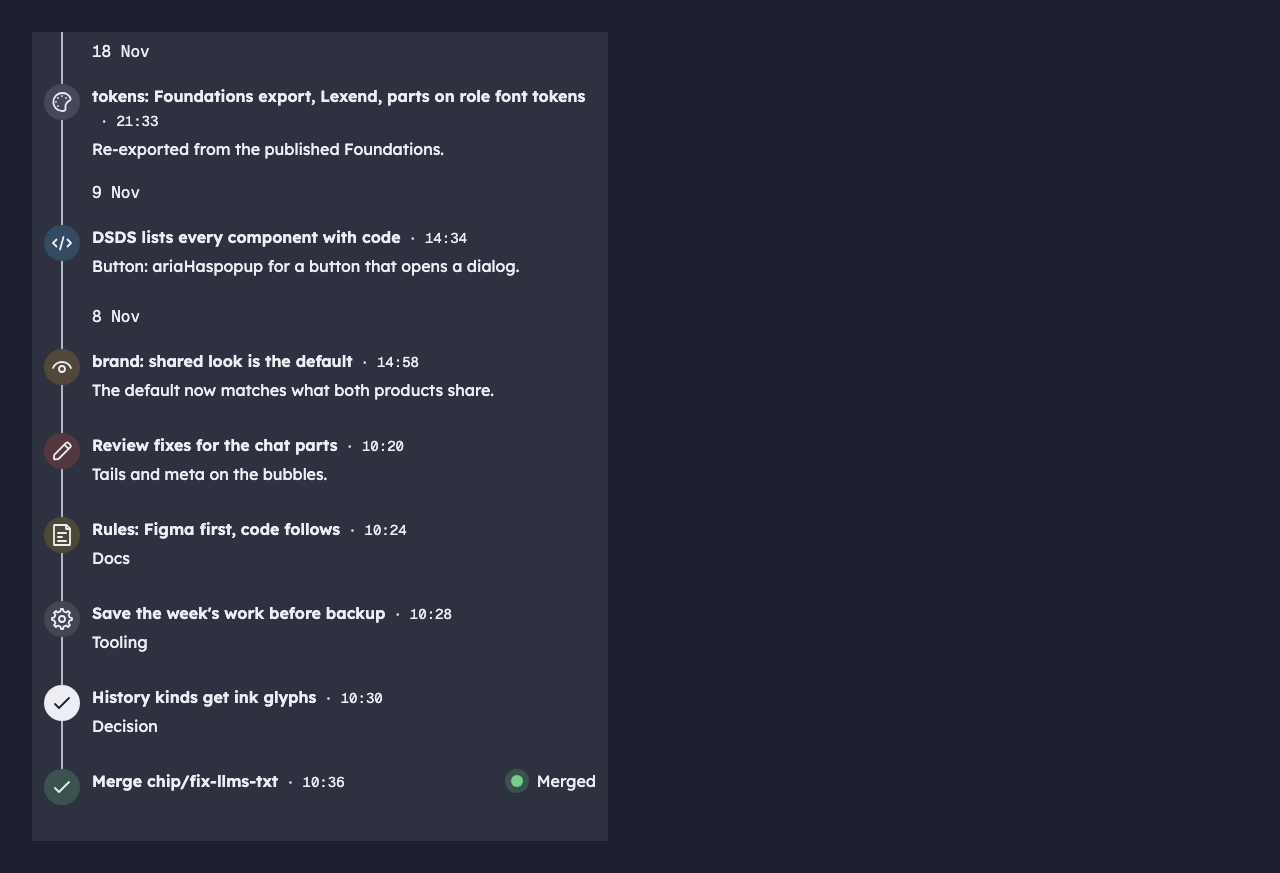 18 Nov
tokens: Foundations export, Lexend, parts on role font tokens
· 21:33
Re-exported from the published Foundations.
9 Nov
DSDS lists every component with code · 14:34
Button: ariaHaspopup for a button that opens a dialog.
8 Nov
brand: shared look is the default · 14:58
The default now matches what both products share.
Review fixes for the chat parts · 10:20
Tails and meta on the bubbles.
Rules: Figma first, code follows · 10:24
Docs
Save the week's work before backup · 10:28
Tooling
History kinds get ink glyphs · 10:30
Decision
Merge chip/fix-llms-txt · 10:36 Merged